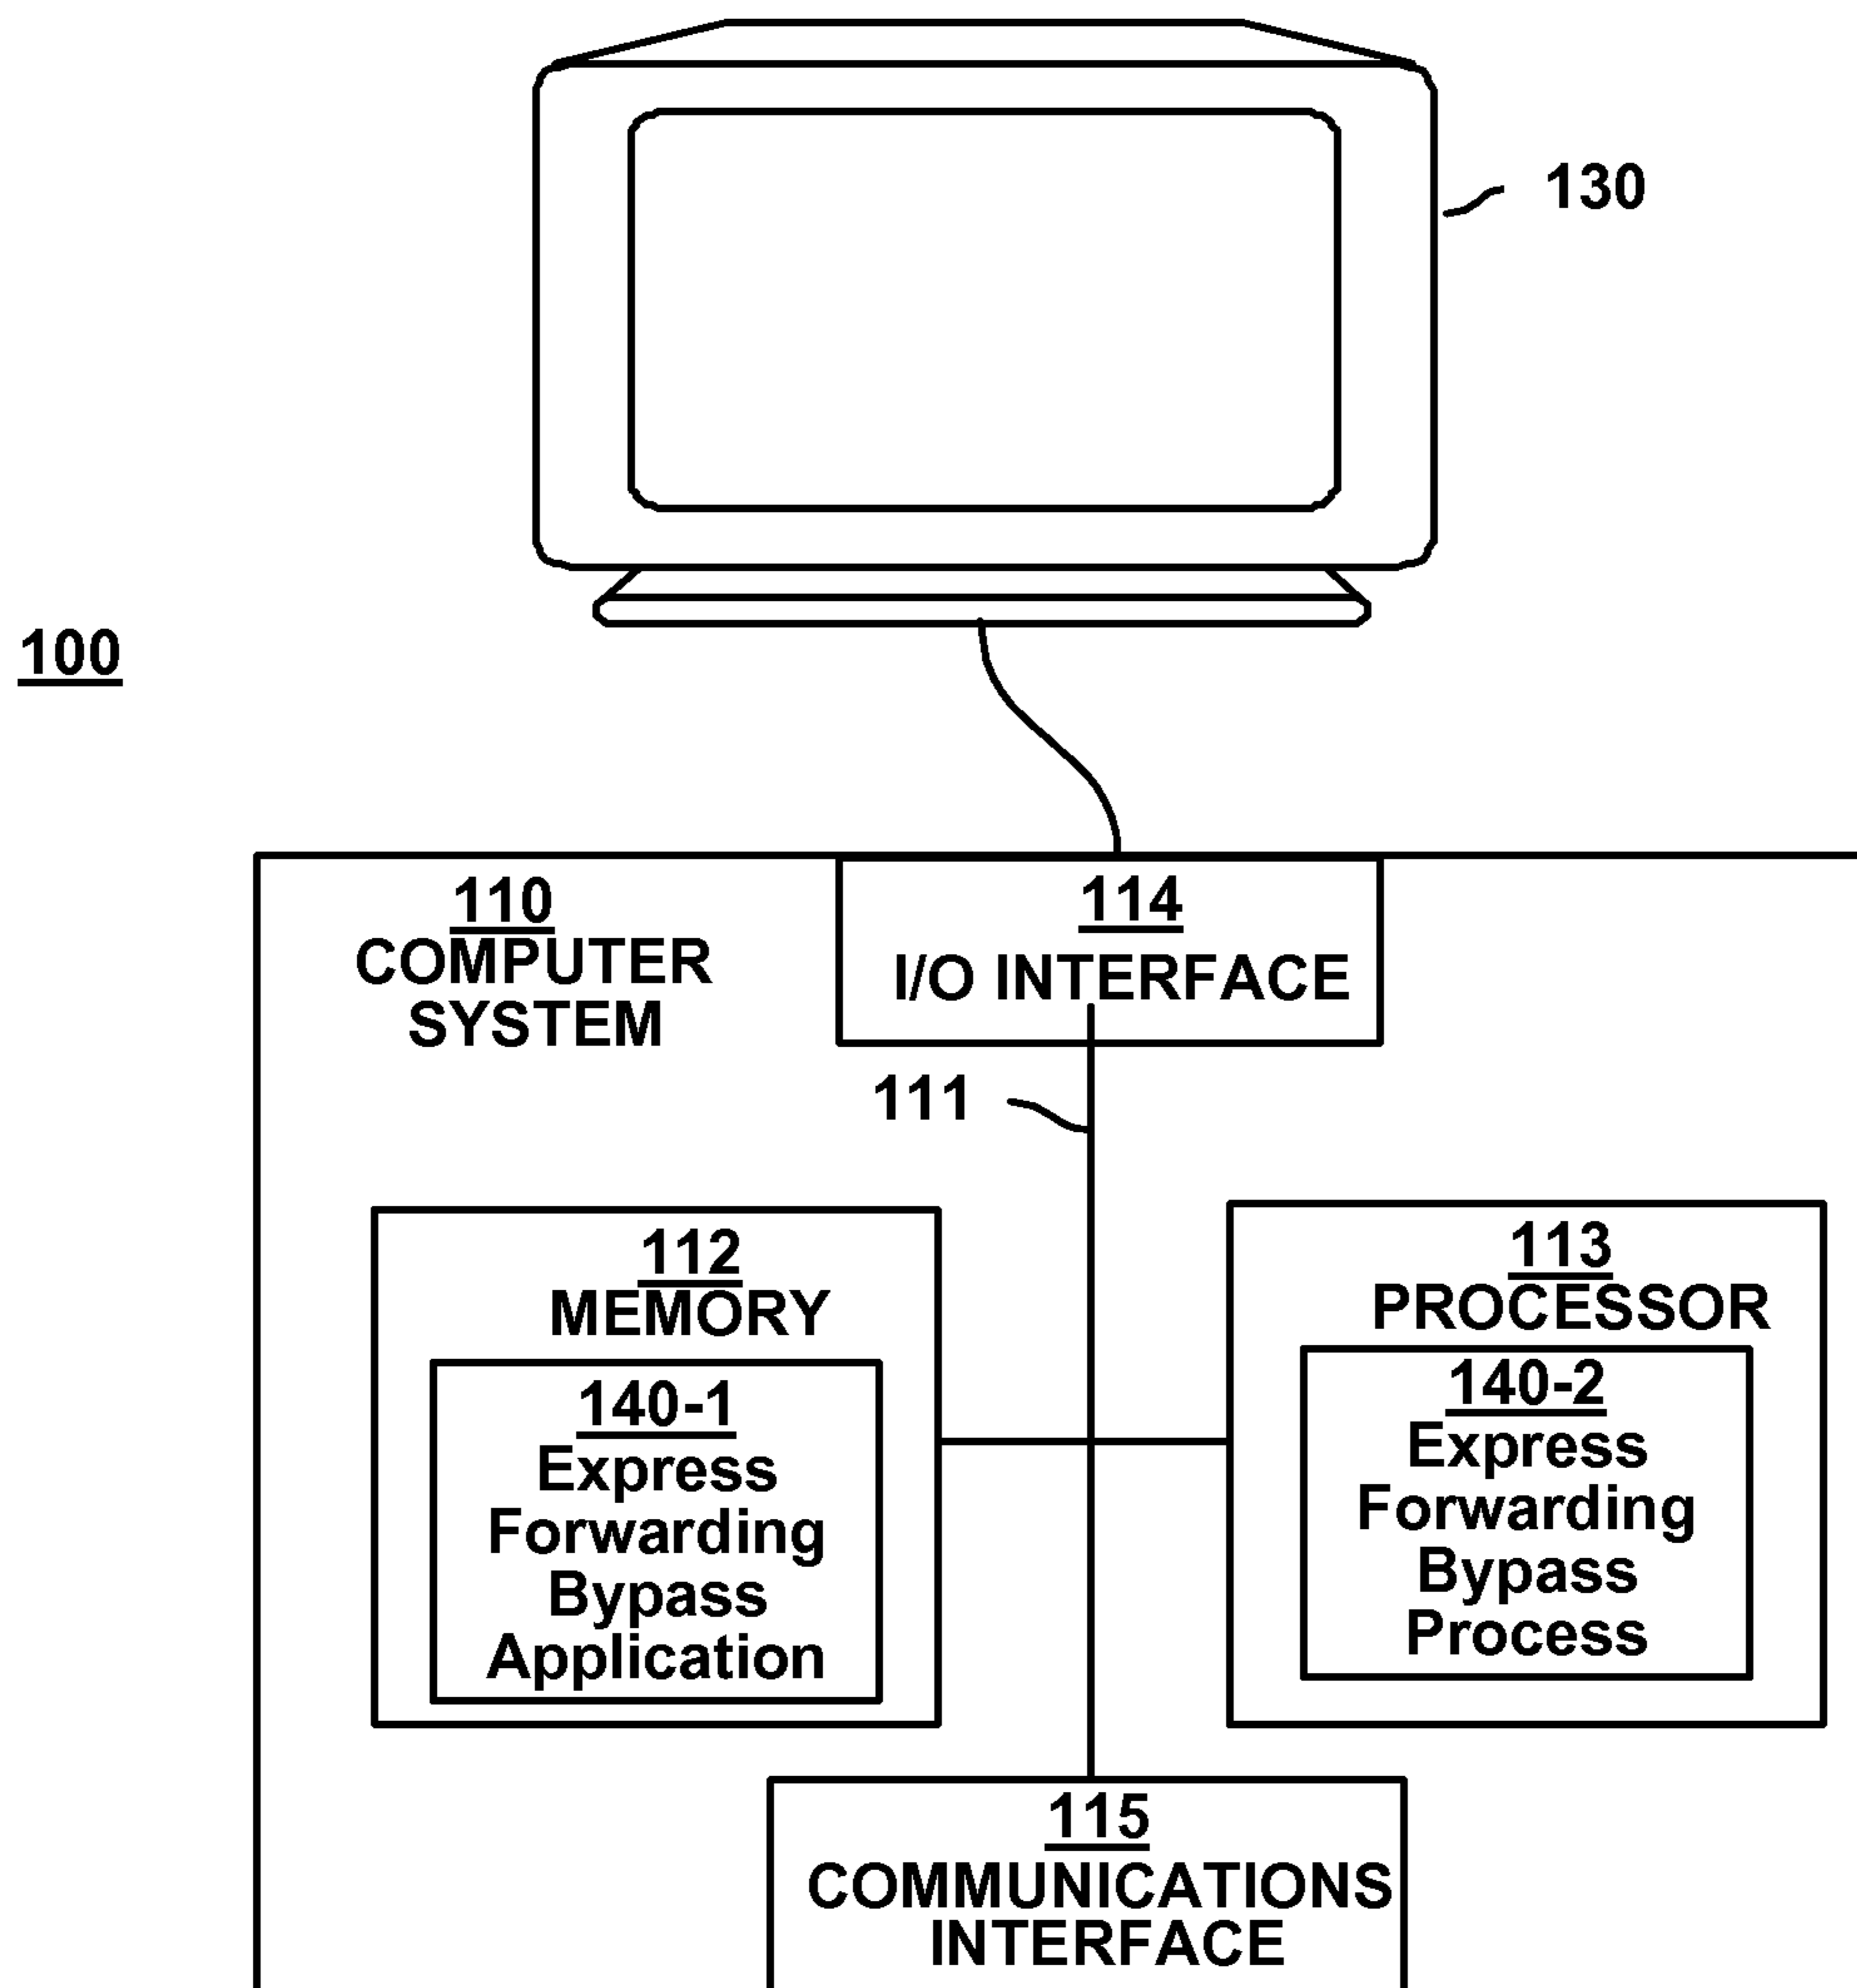 130
100
110
COMPUTER
SYSTEM
114
I/O INTERFACE
111
112
MEMORY
140-1
Express
Forwarding
Bypass
Application
113
PROCESSOR
140-2
Express
Forwarding
Bypass
Process
115
COMMUNICATIONS
INTERFACE